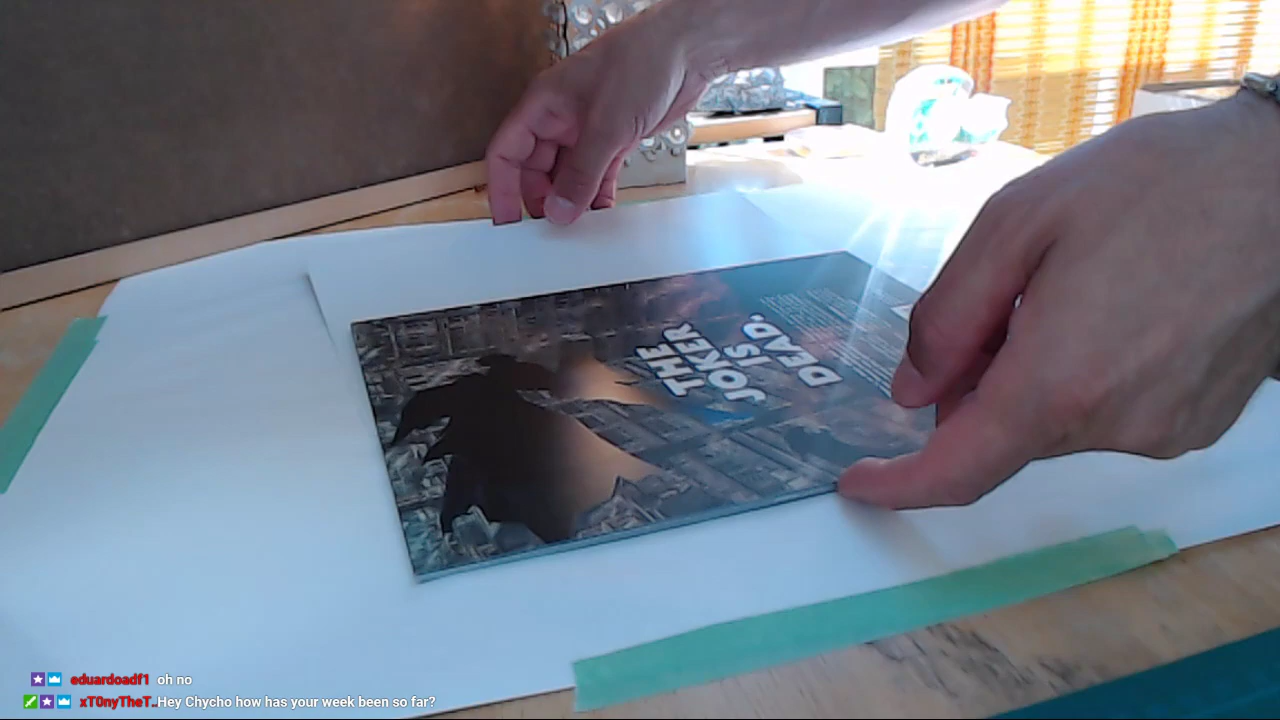 THE
JOKER
IS
DEAD.
eduardoadf1 oh no
xT0nyTheT..Hey Chycho how has your week been so far?